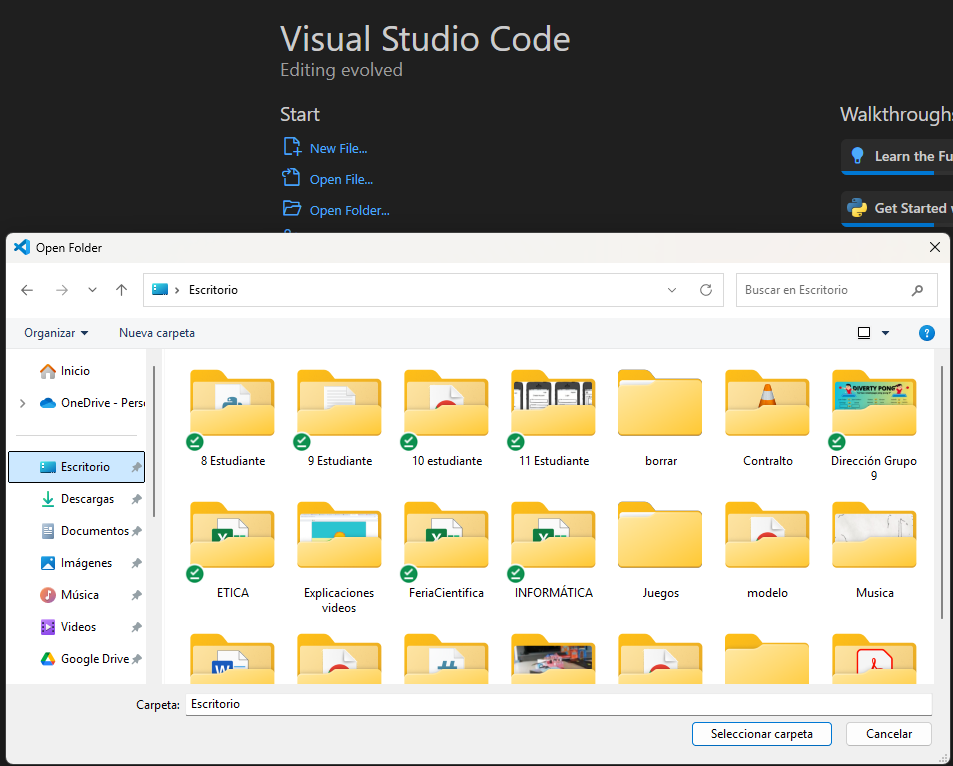 Visual Studio Code
Editing evolved
Start
New File...
Open File...
Open Folder...
Walkthroughs
Learn the Fu
Get Started
Open Folder
Escritorio
Buscar en Escritorio
Organizar
Nueva carpeta
?
Inicio
OneDrive - Perso
Escritorio
Descargas
Documentos
Imágenes
Música
Videos
Google Drive
8 Estudiante
9 Estudiante
10 estudiante
11 Estudiante
borrar
Contralto
DIVERTY PONG
Dirección Grupo
9
ETICA
Explicaciones
videos
FeriaCientifica
INFORMÁTICA
Juegos
modelo
Musica
W
#
Carpeta:
Escritorio
Seleccionar carpeta
Cancelar